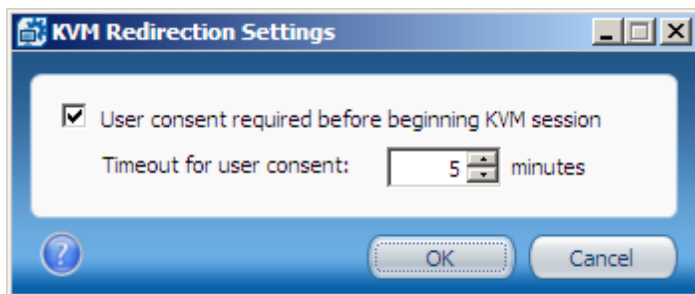 KVM Redirection Settings
User consent required before beginning KVM session
Timeout for user consent: 5 minutes
?
OK Cancel